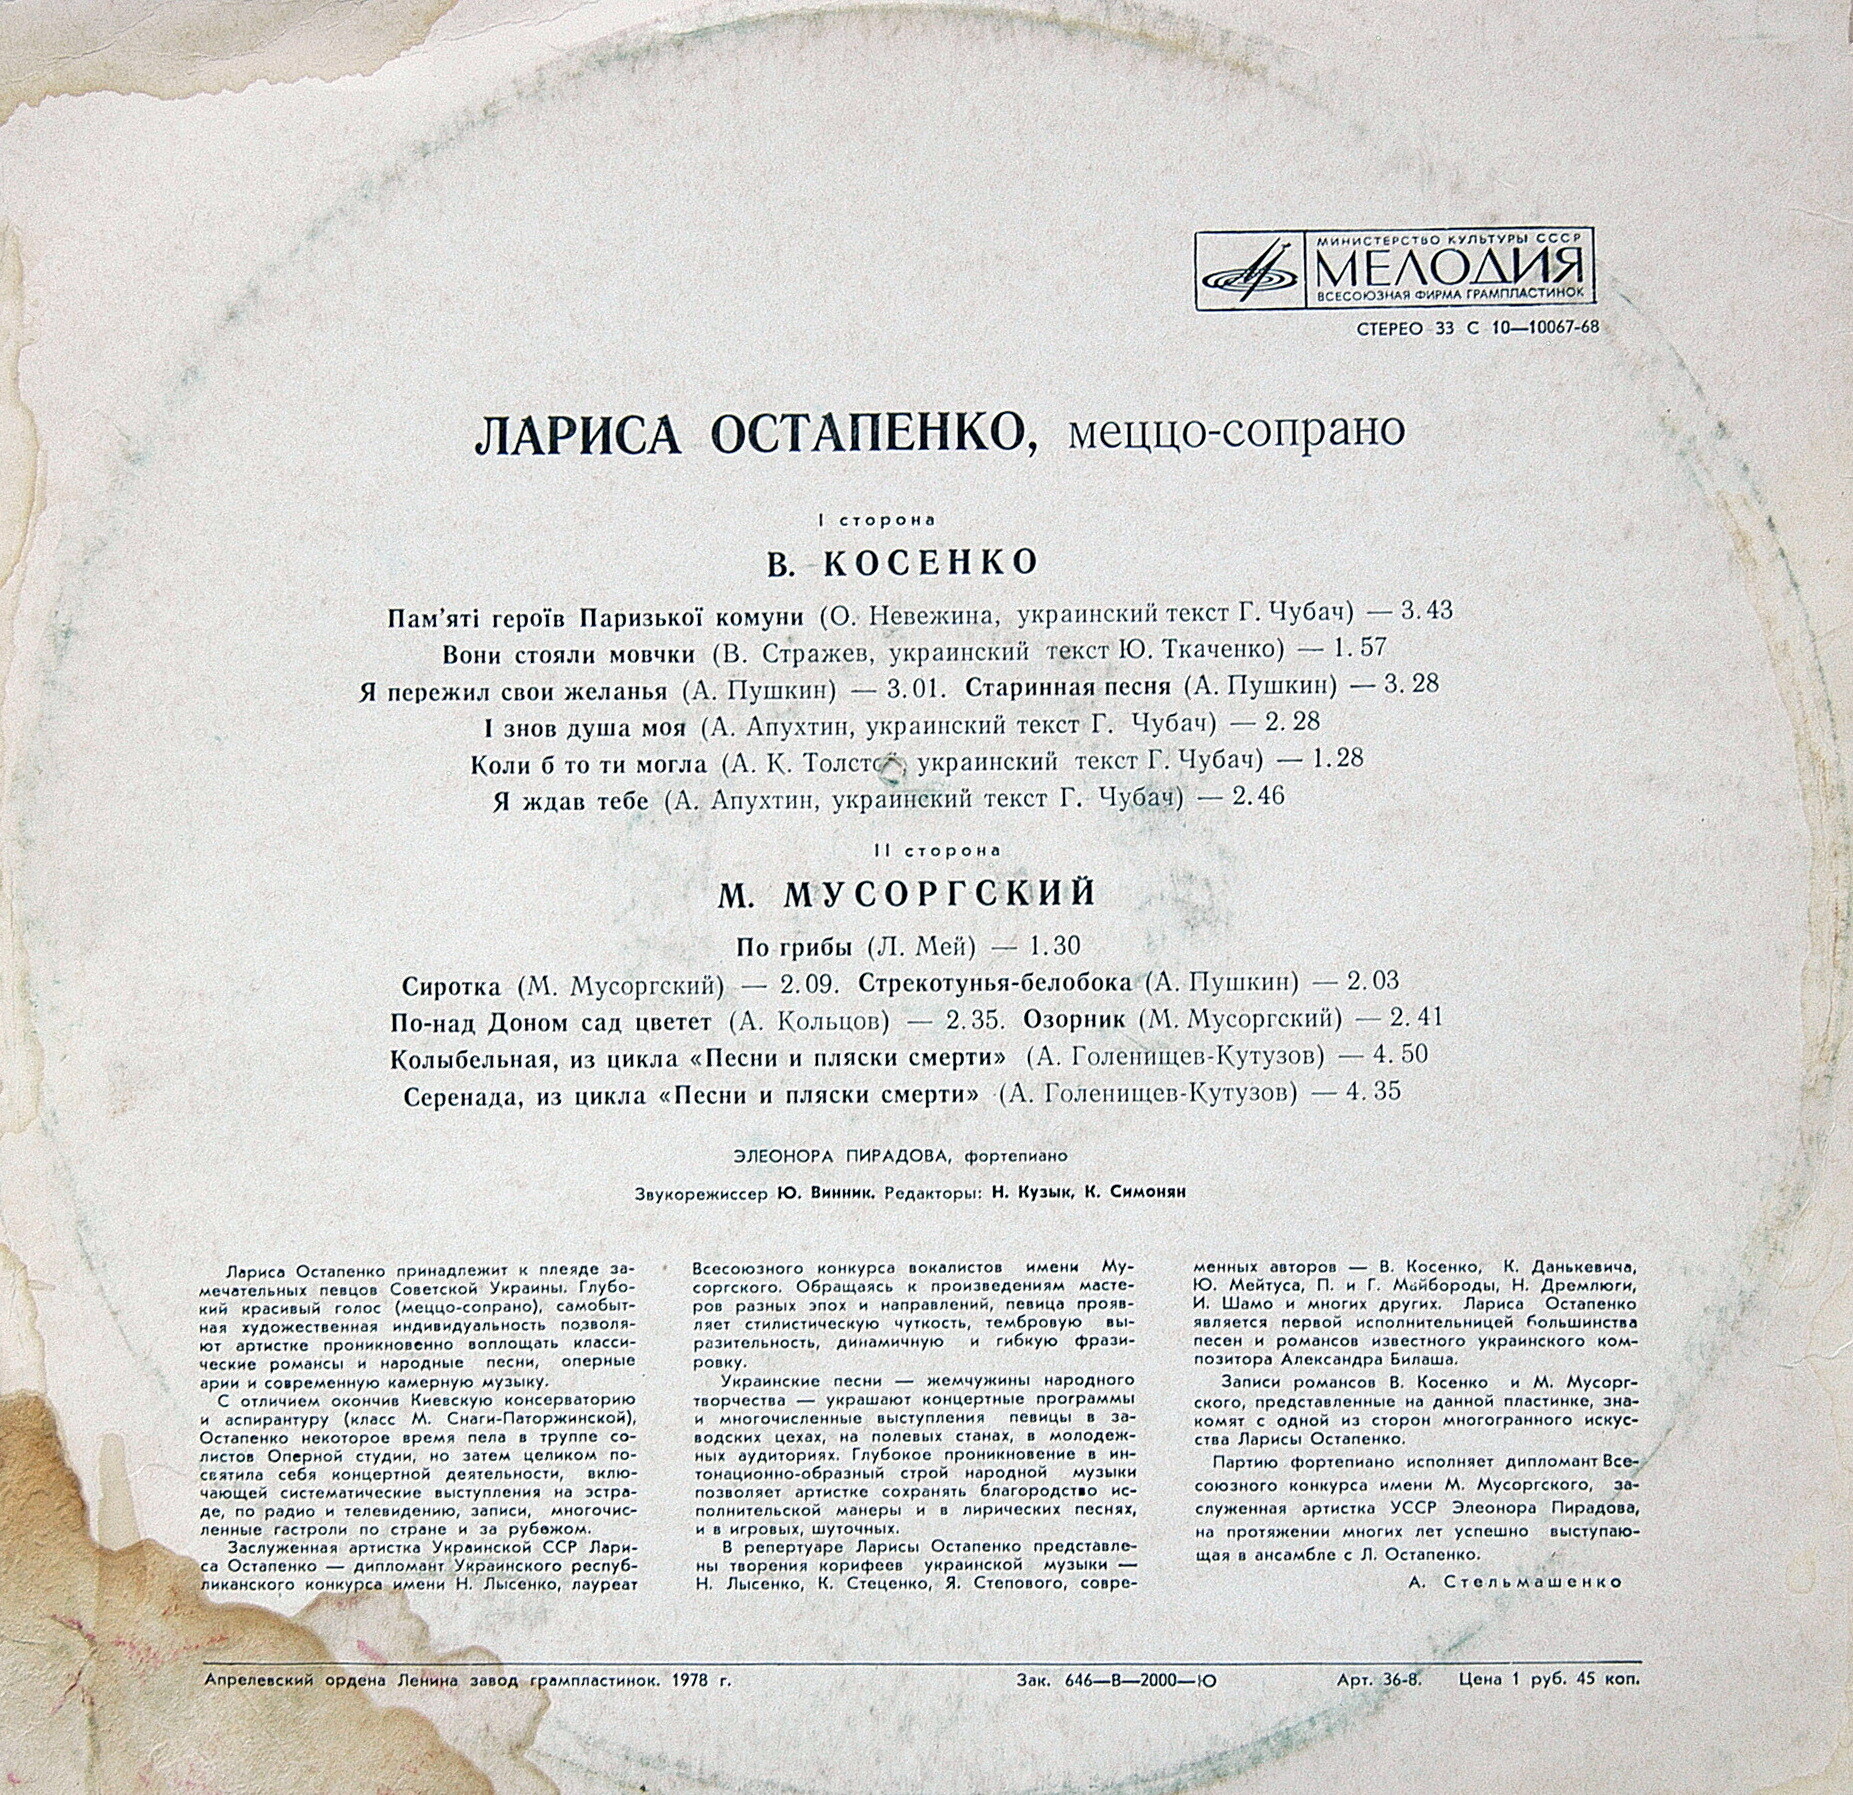 МИНИСТЕРСТВО КУЛЬТУРЫ СССР
МЕЛОДИЯ
ВСЕСОЮЗНАЯ ФИРМА ГРАМПЛАСТИНОК
СТЕРЕО 33 С 10—10067-68
ЛАРИСА ОСТАПЕНКО, меццо-сопрано
I сторона
В. КОСЕНКО
Пам'яті героїв Паризької комуни (О. Невежина, украинский текст Г. Чубач) — 3.43
Вони стояли мовчки (В. Стражев, украинский текст Ю. Ткаченко) — 1.57
Я пережил свои желанья (А. Пушкин) — 3.01. Старинная песня (А. Пушкин) — 3.28
І знов душа моя (А. Апухтин, украинский текст Г. Чубач) — 2.28
Коли б то ти могла (А. К. украинский текст Г. Чубач) — 1.28
Я ждав тебе (А. Апухтин, украинский текст Г. Чубач) — 2.46
II сторона
М. МУСОРГСКИЙ
По грибы (Л. Мей) — 1.30
Сиротка (М. Мусоргский) — 2.09. Стрекотунья-белобока (А. Пушкин) — 2.03
По-над Доном сад цветет (А. Кольцов) — 2.35. Озорник (М. Мусоргский) — 2.41
Колыбельная, из цикла «Песни и пляски смерти» (А. Голенищев-Кутузов) — 4.50
Серенада, из цикла «Песни и пляски смерти» (А. Голенищев-Кутузов) — 4.35
ЭЛЕОНОРА ПИРАДОВА, фортепиано
Звукорежиссер Ю. Винник. Редакторы: Н. Кузык, К. Симонян
Лариса Остапенко принадлежит к плеяде за-
мечательных певцов Советской Украины. Глубо-
кий красивый голос (меццо-сопрано), самобыт-
ная художественная индивидуальность позволя-
ют артистке проникновенно воплощать класси-
ческие романсы и народные песни, оперные
арии и современную камерную музыку.
С отличием окончив Киевскую консерваторию
и аспирантуру (класс М. Снаги-Паторжинской),
Остапенко некоторое время пела в труппе со-
листов Оперной студии, но затем целиком по-
святила себя концертной деятельности, вклю-
чающей систематические выступления на эстра-
де, по радио и телевидению, записи, многочис-
ленные гастроли по стране и за рубежом.
Заслуженная артистка Украинской ССР Лари-
са Остапенко — дипломант Украинского респуб-
ликанского конкурса имени Н. Лысенко, лауреат
Всесоюзного конкурса вокалистов имени Му-
соргского. Обращаясь к произведениям масте-
ров разных эпох и направлений, певица прояв-
ляет стилистическую чуткость, тембровую вы-
разительность, динамичную и гибкую фрази-
ровку.
Украинские песни — жемчужины народного
творчества — украшают концертные программы
и многочисленные выступления певицы в за-
водских цехах, на полевых станах, в молодеж-
ных аудиториях. Глубокое проникновение в ин-
тонационно-образный строй народной музыки
позволяет артистке сохранять благородство ис-
полнительской манеры и в лирических песнях,
и в игровых, шуточных.
В репертуаре Ларисы Остапенко представле-
ны творения корифеев украинской музыки —
Н. Лысенко, К. Стеценко, Я. Степового, совре-
менных авторов — В. Косенко, К. Данькевича,
Ю. Мейтуса, П. и Г. Майбороды, Н. Дремлюги,
И. Шамо и многих других. Лариса Остапенко
является первой исполнительницей большинства
песен и романсов известного украинского ком-
позитора Александра Билаша.
Записи романсов В. Косенко и М. Мусорг-
ского, представленные на данной пластинке, зна-
комят с одной из сторон многогранного искус-
ства Ларисы Остапенко.
Партию фортепиано исполняет дипломант Все-
союзного конкурса имени М. Мусоргского, за-
служенная артистка УССР Элеонора Пирадова,
на протяжении многих лет успешно выступаю-
щая в ансамбле с Л. Остапенко.
А. Стельмашенко
Апрелевский ордена Ленина завод грампластинок. 1978 г. Зак. 646—В—2000—Ю Арт. 36-8. Цена 1 руб. 45 коп.